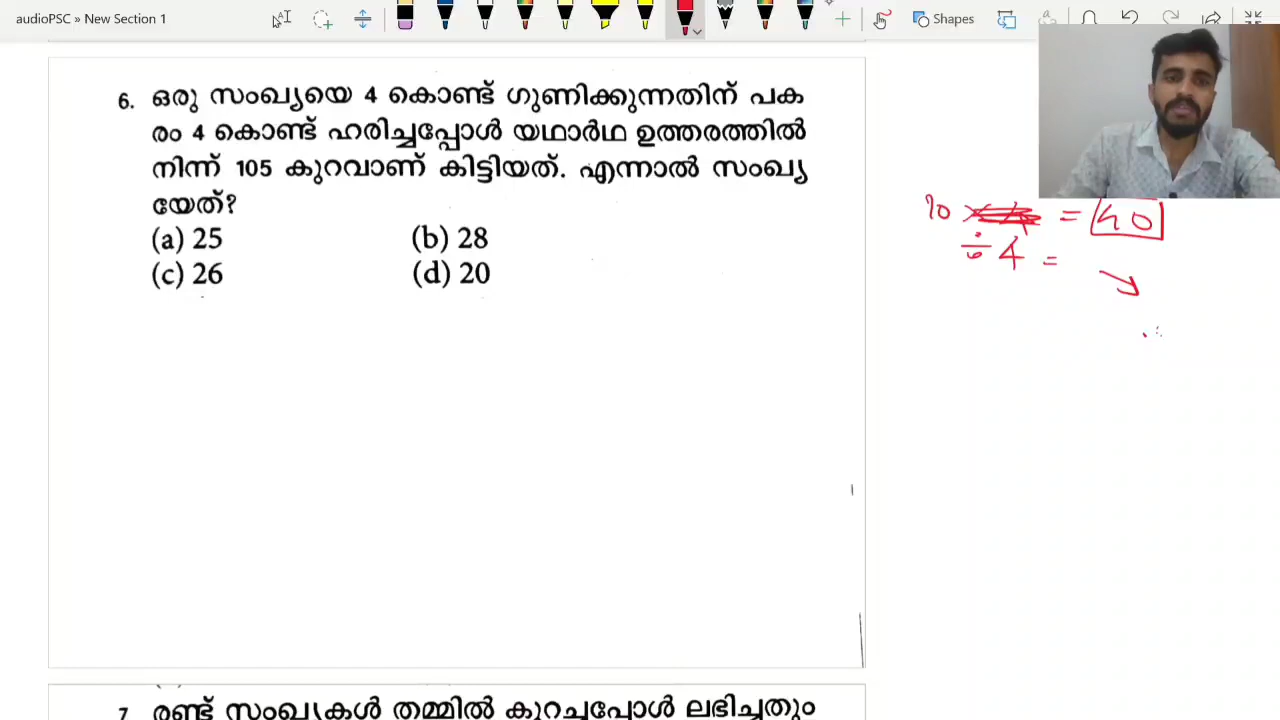 audioPSC » New Section 1
Shapes
6. ഒരു സംഖ്യയെ 4 കൊണ്ട് ഗുണിക്കുന്നതിന് പക
രം 4 കൊണ്ട് ഹരിച്ചപ്പോൾ യഥാർഥ ഉത്തരത്തിൽ
നിന്ന് 105 കുറവാണ് കിട്ടിയത്. എന്നാൽ സംഖ്യ
യേത്?
(a) 25 (b) 28
(c) 26 (d) 20
10 = 40
÷ 4 =
7 രണ്ട് സംഖ്യകൾ തമ്മിൽ കുറച്ചപ്പോൾ ലഭിച്ചതും